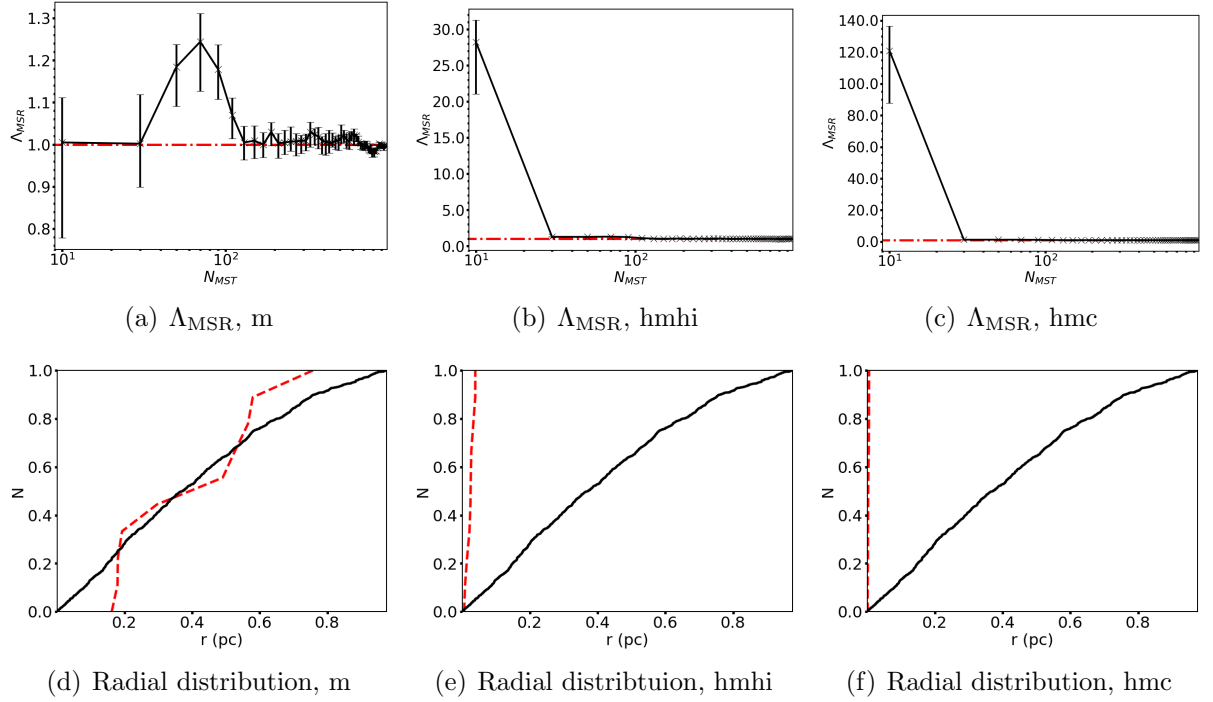 1.3
1.2
1.1
1.0
0.9
0.8
Λ_MSR
10^1
10^2
N_MST
(a) Λ_MSR, m
30.0
25.0
20.0
15.0
10.0
5.0
0.0
Λ_MSR
10^1
10^2
N_MST
(b) Λ_MSR, hmhi
140.0
120.0
100.0
80.0
60.0
40.0
20.0
0.0
Λ_MSR
10^1
10^2
N_MST
(c) Λ_MSR, hmc
1.0
0.8
0.6
0.4
0.2
0.0
N
0.2 0.4 0.6 0.8
r (pc)
(d) Radial distribution, m
1.0
0.8
0.6
0.4
0.2
0.0
N
0.2 0.4 0.6 0.8
r (pc)
(e) Radial distribtuion, hmhi
1.0
0.8
0.6
0.4
0.2
0.0
N
0.2 0.4 0.6 0.8
r (pc)
(f) Radial distribution, hmc